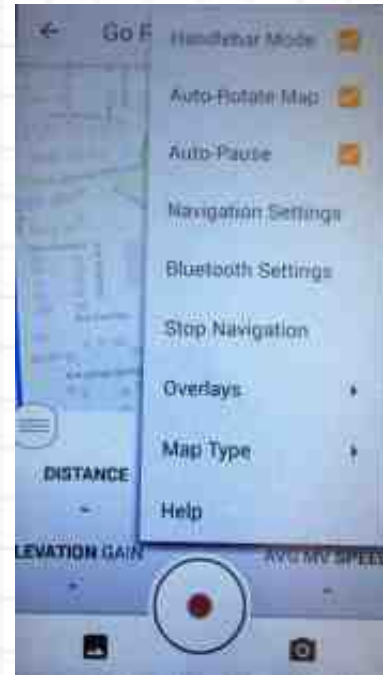 Go
Handlebar Mode
Auto-Rotate Map
Auto-Pause
Navigation Settings
Bluetooth Settings
Stop Navigation
Overlays
Map Type
Help
DISTANCE
-
LEVATION GAIN
AVG MV SPEE
-
-